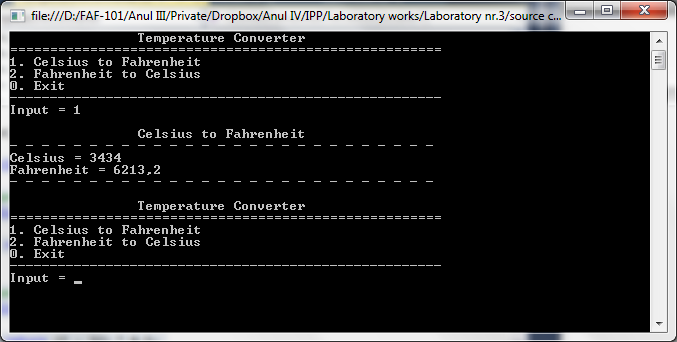 file:///D:/FAF-101/Anul III/Private/Dropbox/Anul IV/IPP/Laboratory works/Laboratory nr.3/source c...
Temperature Converter
======================================================
1. Celsius to Fahrenheit
2. Fahrenheit to Celsius
0. Exit
------------------------------------------------------
Input = 1
Celsius to Fahrenheit
- - - - - - - - - - - - - - - - - - - - - - - - - - -
Celsius = 3434
Fahrenheit = 6213,2
- - - - - - - - - - - - - - - - - - - - - - - - - - -
Temperature Converter
======================================================
1. Celsius to Fahrenheit
2. Fahrenheit to Celsius
0. Exit
------------------------------------------------------
Input = _